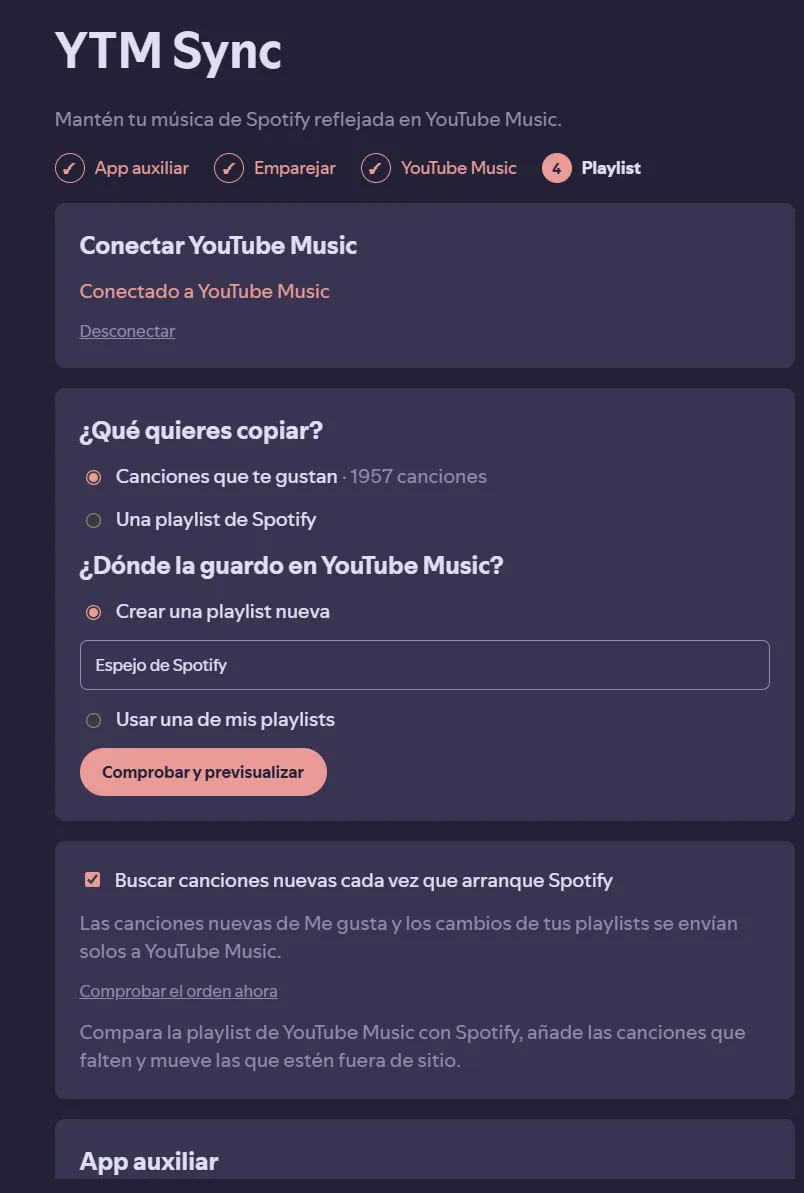 YTM Sync
Mantén tu música de Spotify reflejada en YouTube Music.
✓ App auxiliar ✓ Emparejar ✓ YouTube Music 4 Playlist
Conectar YouTube Music
Conectado a YouTube Music
Desconectar
¿Qué quieres copiar?
Canciones que te gustan · 1957 canciones
Una playlist de Spotify
¿Dónde la guardo en YouTube Music?
Crear una playlist nueva
Espejo de Spotify
Usar una de mis playlists
Comprobar y previsualizar
Buscar canciones nuevas cada vez que arranque Spotify
Las canciones nuevas de Me gusta y los cambios de tus playlists se envían
solos a YouTube Music.
Comprobar el orden ahora
Compara la playlist de YouTube Music con Spotify, añade las canciones que
falten y mueve las que estén fuera de sitio.
App auxiliar